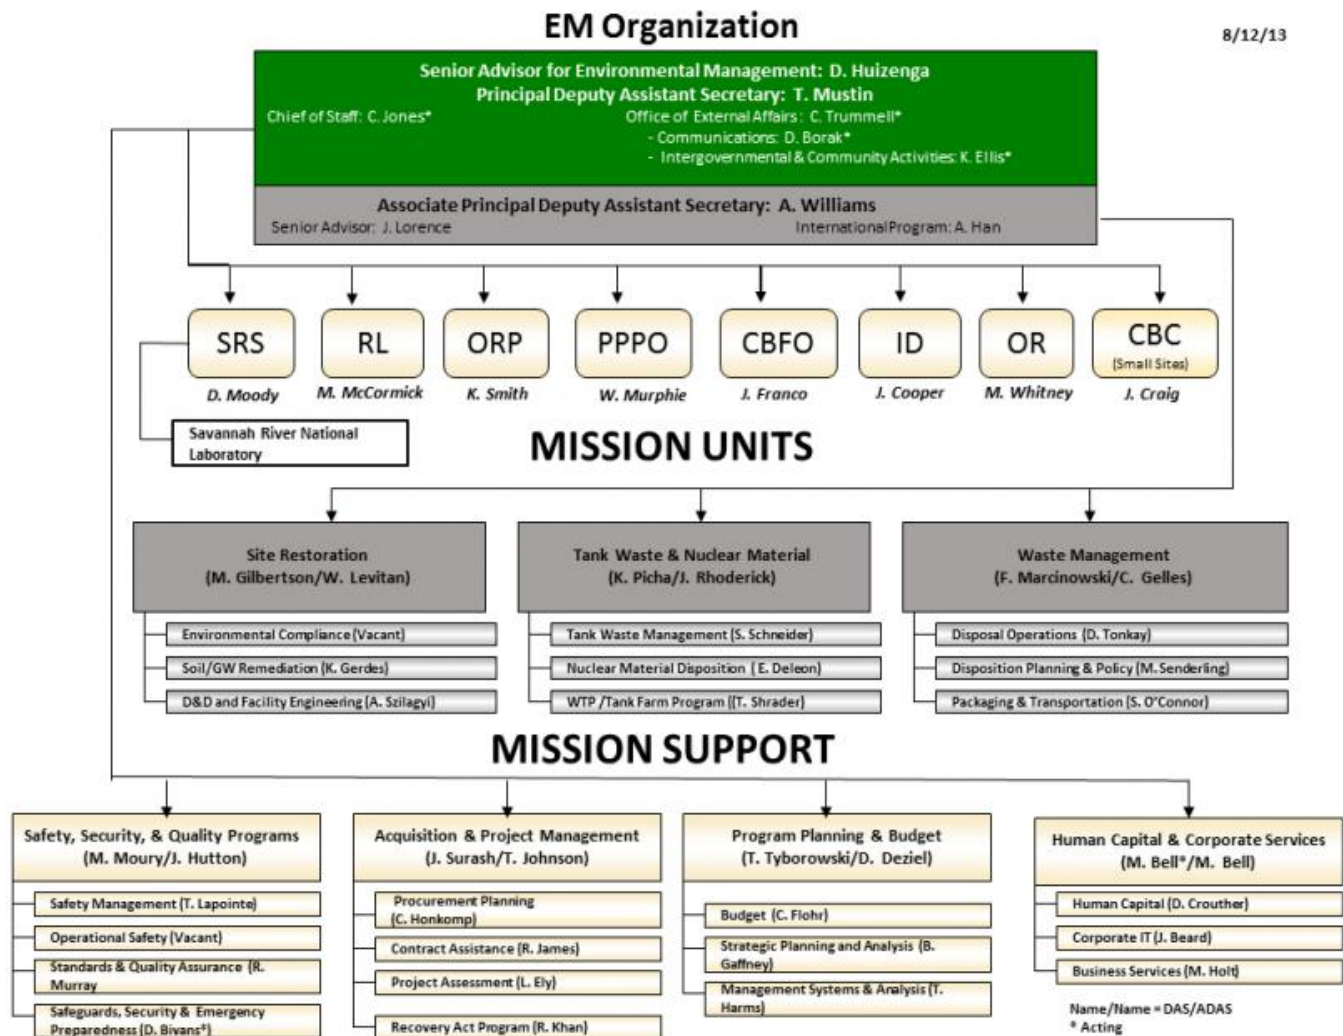 EM Organization
8/12/13
Senior Advisor for Environmental Management: D. Huizenga
Principal Deputy Assistant Secretary: T. Mustin
Chief of Staff: C. Jones*
Office of External Affairs: C. Trummell*
- Communications: D. Borak*
- Intergovernmental & Community Activities: K. Ellis*
Associate Principal Deputy Assistant Secretary: A. Williams
Senior Advisor: J. Lorence
International Program: A. Han
SRS
D. Moody
RL
M. McCormick
ORP
K. Smith
PPPO
W. Murphie
CBFO
J. Franco
ID
J. Cooper
OR
M. Whitney
CBC
(Small Sites)
J. Craig
Savannah River National
Laboratory
MISSION UNITS
Site Restoration
(M. Gilbertson/W. Levitan)
Environmental Compliance (Vacant)
Soil/GW Remediation (K. Gerdes)
D&D and Facility Engineering (A. Szilagyi)
Tank Waste & Nuclear Material
(K. Picha/J. Rhoderick)
Tank Waste Management (S. Schneider)
Nuclear Material Disposition ( E. Deleon)
WTP /Tank Farm Program ((T. Shrader)
Waste Management
(F. Marcinowski/C. Gelles)
Disposal Operations (D. Tonkay)
Disposition Planning & Policy (M. Senderling)
Packaging & Transportation (S. O'Connor)
MISSION SUPPORT
Safety, Security, & Quality Programs
(M. Moury/J. Hutton)
Safety Management (T. Lapointe)
Operational Safety (Vacant)
Standards & Quality Assurance (R.
Murray
Safeguards, Security & Emergency
Preparedness (D. Bivans*)
Acquisition & Project Management
(J. Surash/T. Johnson)
Procurement Planning
(C. Honkomp)
Contract Assistance (R. James)
Project Assessment (L. Ely)
Recovery Act Program (R. Khan)
Program Planning & Budget
(T. Tyborowski/D. Deziel)
Budget (C. Flohr)
Strategic Planning and Analysis (B.
Gaffney)
Management Systems & Analysis (T.
Harms)
Human Capital & Corporate Services
(M. Bell*/M. Bell)
Human Capital (D. Crouther)
Corporate IT (J. Beard)
Business Services (M. Holt)
Name/Name = DAS/ADAS
* Acting